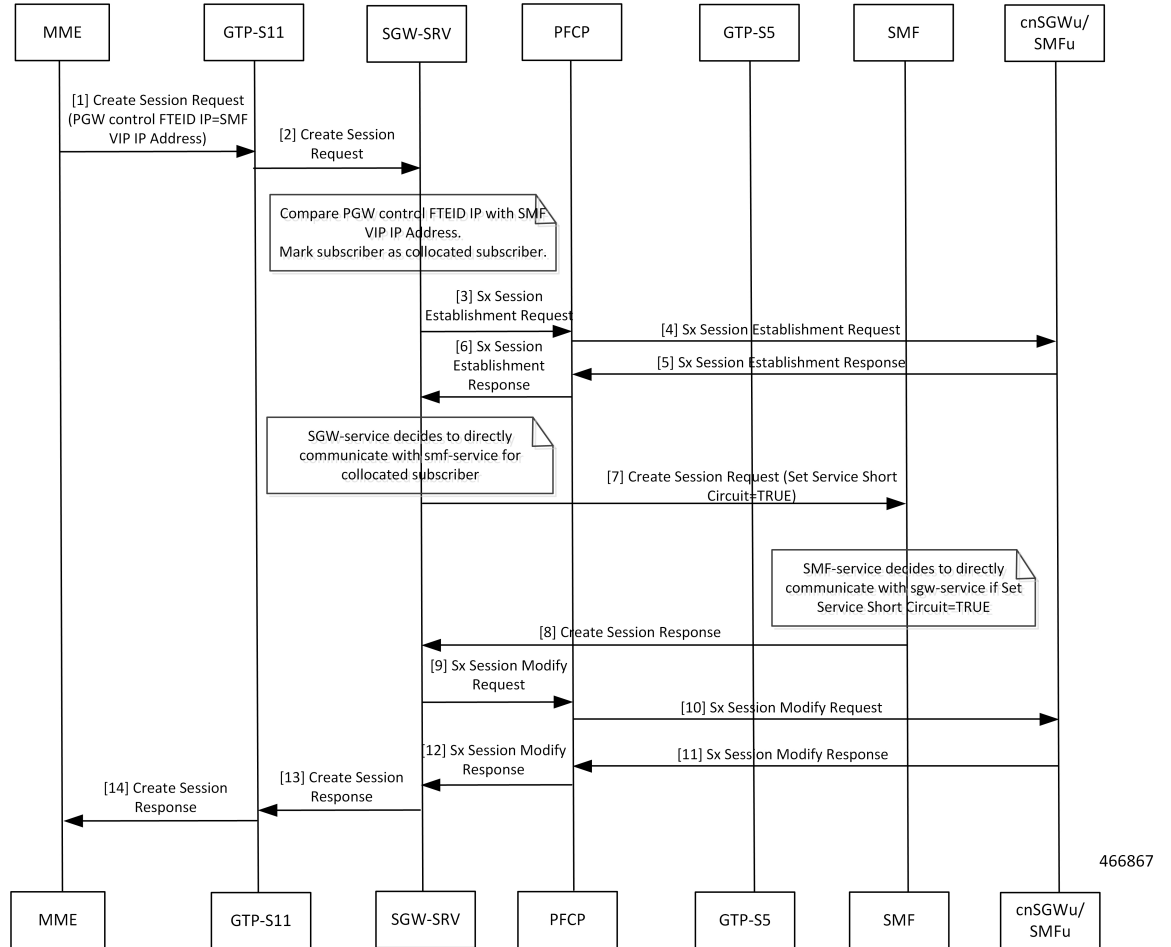 MME
GTP-S11
SGW-SRV
PFCP
GTP-S5
SMF
cnSGWu/
SMFu
[1] Create Session Request
(PGW control FTEID IP=SMF
VIP IP Address)
[2] Create Session
Request
Compare PGW control FTEID IP with SMF
VIP IP Address.
Mark subscriber as collocated subscriber.
[3] Sx Session
Establishment Request
[4] Sx Session Establishment Request
[5] Sx Session Establishment Response
[6] Sx Session
Establishment
Response
SGW-service decides to directly
communicate with smf-service for
collocated subscriber
[7] Create Session Request (Set Service Short
Circuit=TRUE)
SMF-service decides to directly
communicate with sgw-service if Set
Service Short Circuit=TRUE
[8] Create Session Response
[9] Sx Session Modify
Request
[10] Sx Session Modify Request
[11] Sx Session Modify Response
[12] Sx Session Modify
Response
[13] Create Session
Response
[14] Create Session
Response
466867
MME
GTP-S11
SGW-SRV
PFCP
GTP-S5
SMF
cnSGWu/
SMFu